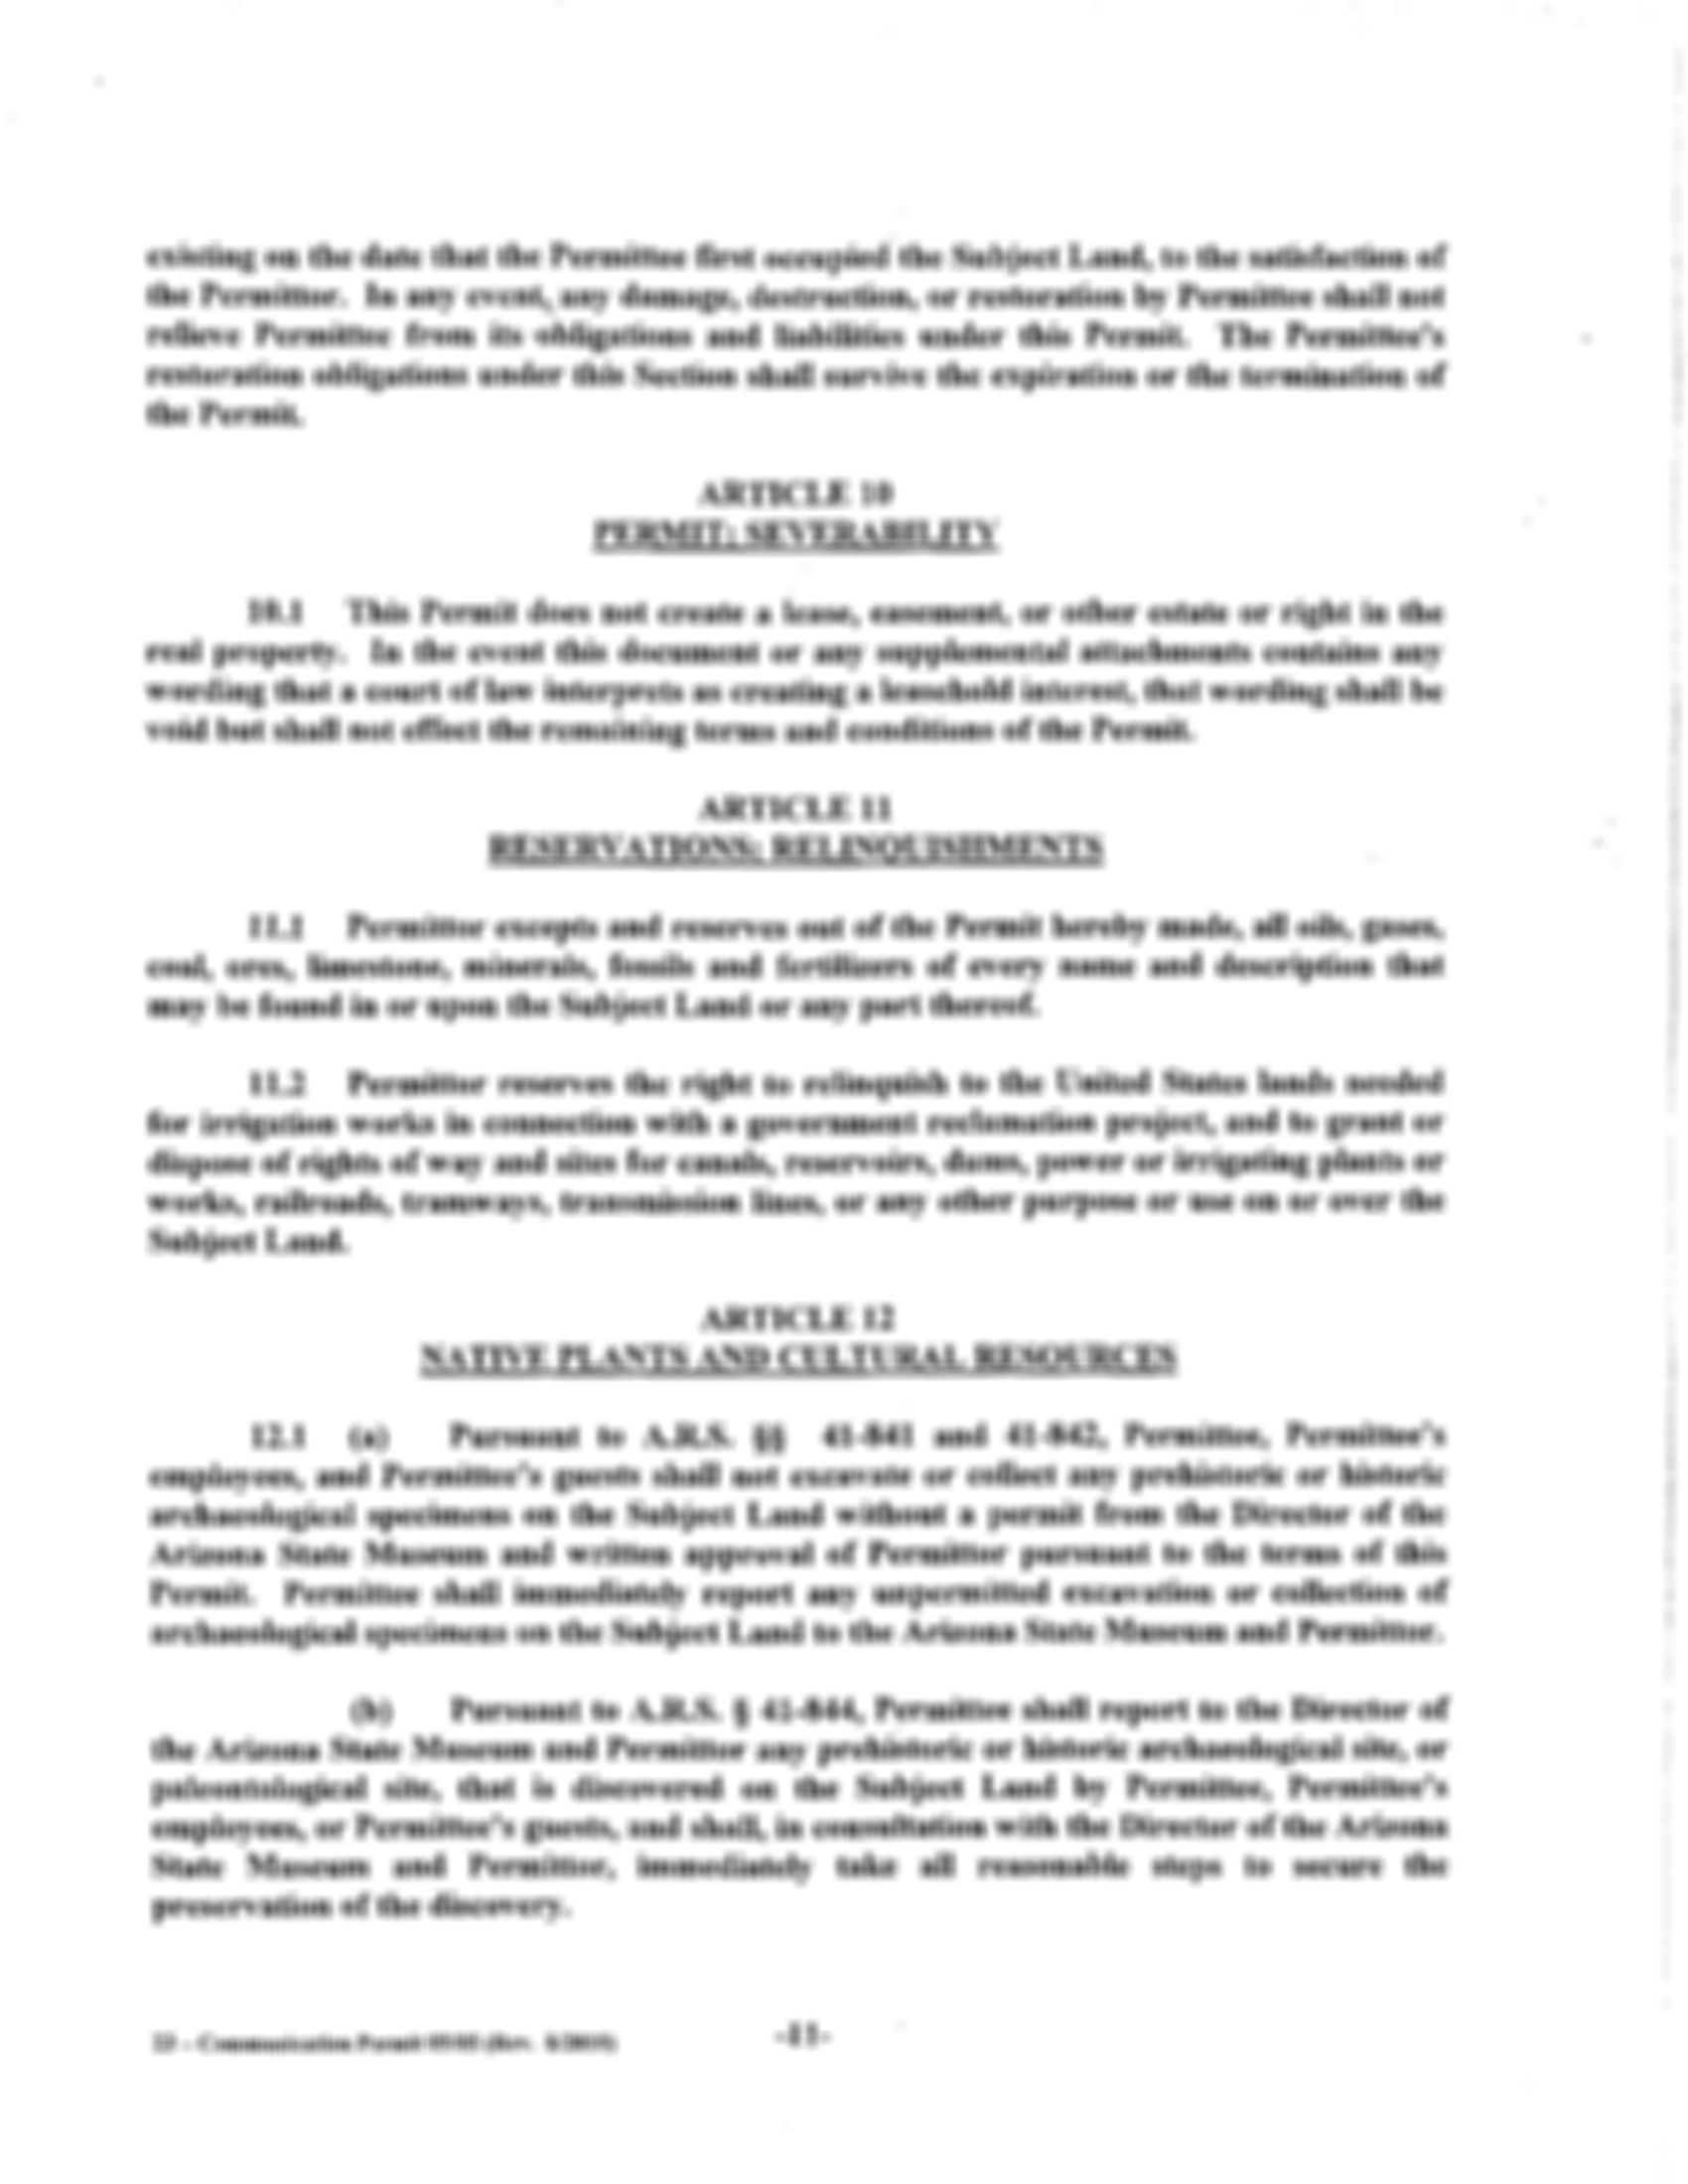 existing on the date that the Permittee first occupied the Subject Land, to the satisfaction of
the Permittor. In any event, any damage, destruction, or restoration by Permittee shall not
relieve Permittee from its obligations and liabilities under this Permit. The Permittee's
restoration obligations under this Section shall survive the expiration or the termination of
the Permit.
ARTICLE 10
PERMIT; SEVERABILITY
10.1 This Permit does not create a lease, easement, or other estate or right in the
real property. In the event this document or any supplemental attachments contains any
wording that a court of law interprets as creating a leasehold interest, that wording shall be
void but shall not effect the remaining terms and conditions of the Permit.
ARTICLE 11
RESERVATIONS; RELINQUISHMENTS
11.1 Permittor excepts and reserves out of the Permit hereby made, all oils, gases,
coal, ores, limestone, minerals, fossils and fertilizers of every name and description that
may be found in or upon the Subject Land or any part thereof.
11.2 Permittor reserves the right to relinquish to the United States lands needed
for irrigation works in connection with a government reclamation project, and to grant or
dispose of rights of way and sites for canals, reservoirs, dams, power or irrigating plants or
works, railroads, tramways, transmission lines, or any other purpose or use on or over the
Subject Land.
ARTICLE 12
NATIVE PLANTS AND CULTURAL RESOURCES
12.1 (a) Pursuant to A.R.S. §§ 41-841 and 41-842, Permittee, Permittee's
employees, and Permittee's guests shall not excavate or collect any prehistoric or historic
archaeological specimens on the Subject Land without a permit from the Director of the
Arizona State Museum and written approval of Permittor pursuant to the terms of this
Permit. Permittee shall immediately report any unpermitted excavation or collection of
archaeological specimens on the Subject Land to the Arizona State Museum and Permittor.
(b) Pursuant to A.R.S. § 41-844, Permittee shall report to the Director of
the Arizona State Museum and Permittor any prehistoric or historic archaeological site, or
paleontological site, that is discovered on the Subject Land by Permittee, Permittee's
employees, or Permittee's guests, and shall, in consultation with the Director of the Arizona
State Museum and Permittor, immediately take all reasonable steps to secure the
preservation of the discovery.
23 – Communication Permit (Rev.
-11-